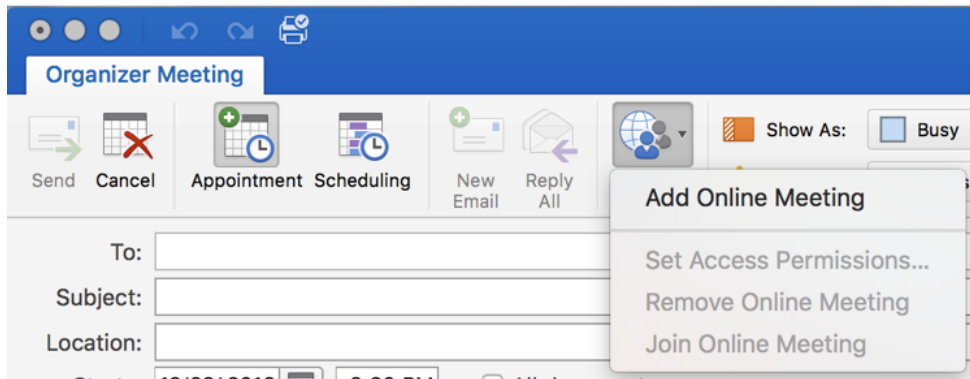 Organizer Meeting
Send Cancel Appointment Scheduling New Email Reply All
Show As: Busy
Add Online Meeting
Set Access Permissions...
Remove Online Meeting
Join Online Meeting
To:
Subject:
Location: